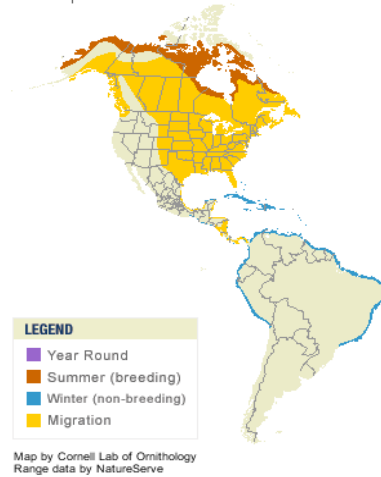 LEGEND
Year Round
Summer (breeding)
Winter (non-breeding)
Migration
Map by Cornell Lab of Ornithology
Range data by NatureServe